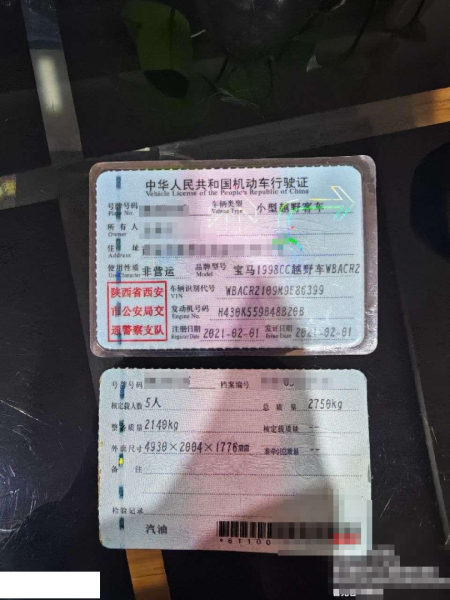 中华人民共和国机动车行驶证
Vehicle License of the People's Republic of China
号牌号码 Plate No. 车辆类型 Vehicle Type 小型越野客车
所有人 Owner
住址 Address
使用性质 Use Character 非营运 品牌型号 Model 宝马1998CC越野车WBACR2
陕西省西安市公安局交通警察支队
车辆识别代号 VIN WBACR2109M9E86399
发动机号码 Engine No. H430K559B48B20B
注册日期 Register Date 2021-02-01 发证日期 Issue Date 2021-02-01
号牌号码 档案编号
核定载人数 5人 总质量 2750kg
整备质量 2140kg 核定载质量 --
外廓尺寸 4930×2004×1776mm 准牵引总质量 --
备注
检验记录
汽油